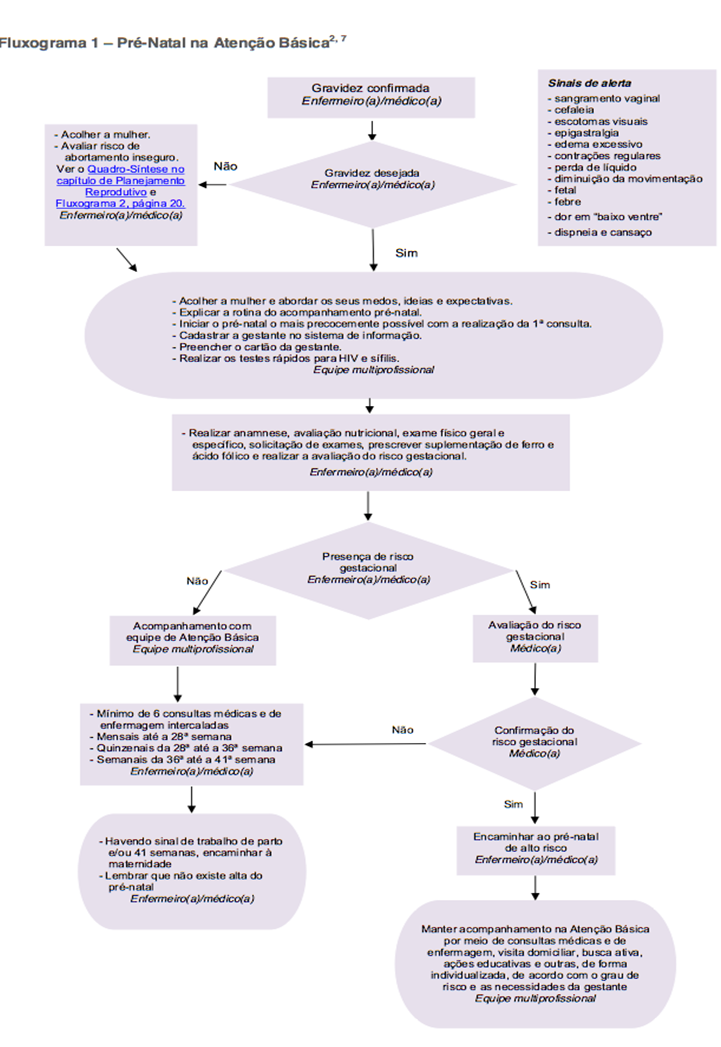 Fluxograma 1 – Pré-Natal na Atenção Básica2, 7
Gravidez confirmada
Enfermeiro(a)/médico(a)
Sinais de alerta
- sangramento vaginal
- cefaleia
- escotomas visuais
- epigastralgia
- edema excessivo
- contrações regulares
- perda de líquido
- diminuição da movimentação
- fetal
- febre
- dor em “baixo ventre”
- dispneia e cansaço
- Acolher a mulher.
- Avaliar risco de
abortamento inseguro.
Ver o Quadro-Síntese no
capítulo de Planejamento
Reprodutivo e
Fluxograma 2, página 20.
Enfermeiro(a)/médico(a)
Não
Gravidez desejada
Enfermeiro(a)/médico(a)
Sim
- Acolher a mulher e abordar os seus medos, ideias e expectativas.
- Explicar a rotina do acompanhamento pré-natal.
- Iniciar o pré-natal o mais precocemente possível com a realização da 1ª consulta.
- Cadastrar a gestante no sistema de informação.
- Preencher o cartão da gestante.
- Realizar os testes rápidos para HIV e sífilis.
Equipe multiprofissional
- Realizar anamnese, avaliação nutricional, exame físico geral e
específico, solicitação de exames, prescrever suplementação de ferro e
ácido fólico e realizar a avaliação do risco gestacional.
Enfermeiro(a)/médico(a)
Presença de risco
gestacional
Enfermeiro(a)/médico(a)
Não
Sim
Acompanhamento com
equipe de Atenção Básica
Equipe multiprofissional
Avaliação do risco
gestacional
Médico(a)
- Mínimo de 6 consultas médicas e de
enfermagem intercaladas
- Mensais até a 28ª semana
- Quinzenais da 28ª até a 36ª semana
- Semanais da 36ª até a 41ª semana
Enfermeiro(a)/médico(a)
Não
Confirmação do
risco gestacional
Médico(a)
Sim
- Havendo sinal de trabalho de parto
e/ou 41 semanas, encaminhar à
maternidade
- Lembrar que não existe alta do
pré-natal
Enfermeiro(a)/médico(a)
Encaminhar ao pré-natal
de alto risco
Enfermeiro(a)/médico(a)
Manter acompanhamento na Atenção Básica
por meio de consultas médicas e de
enfermagem, visita domiciliar, busca ativa,
ações educativas e outras, de forma
individualizada, de acordo com o grau de
risco e as necessidades da gestante
Equipe multiprofissional